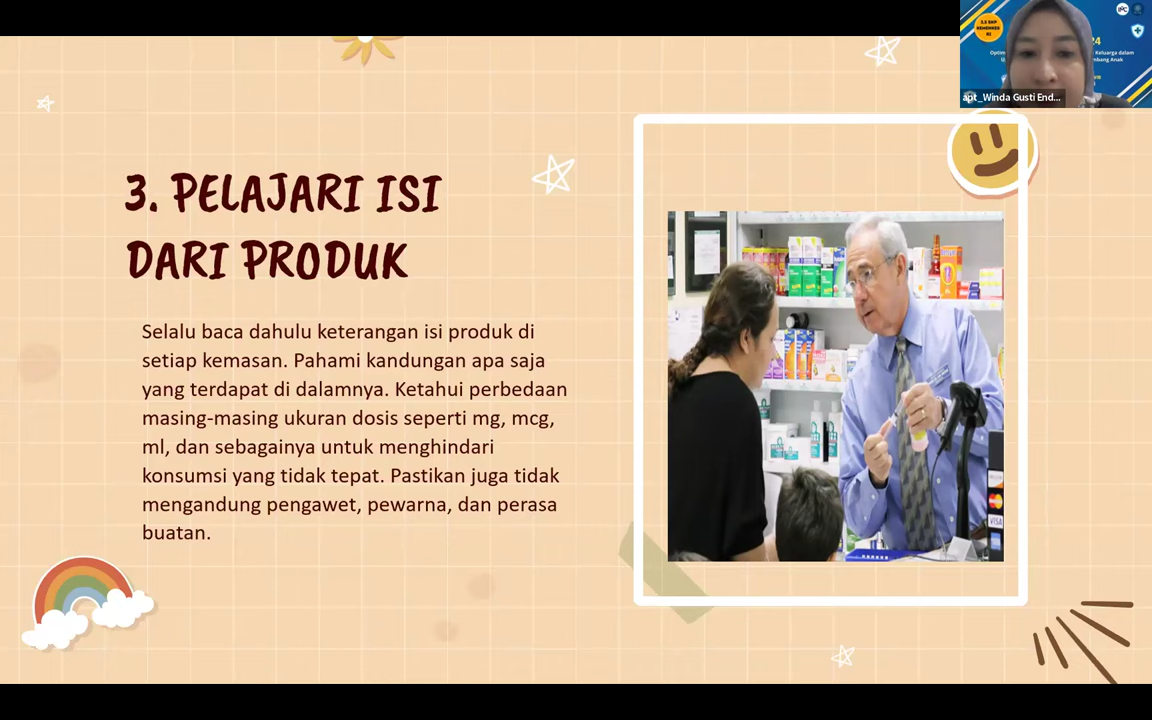 3. PELAJARI ISI
DARI PRODUK
Selalu baca dahulu keterangan isi produk di
setiap kemasan. Pahami kandungan apa saja
yang terdapat di dalamnya. Ketahui perbedaan
masing-masing ukuran dosis seperti mg, mcg,
ml, dan sebagainya untuk menghindari
konsumsi yang tidak tepat. Pastikan juga tidak
mengandung pengawet, pewarna, dan perasa
buatan.
apt_Winda Gusti End...
VISA